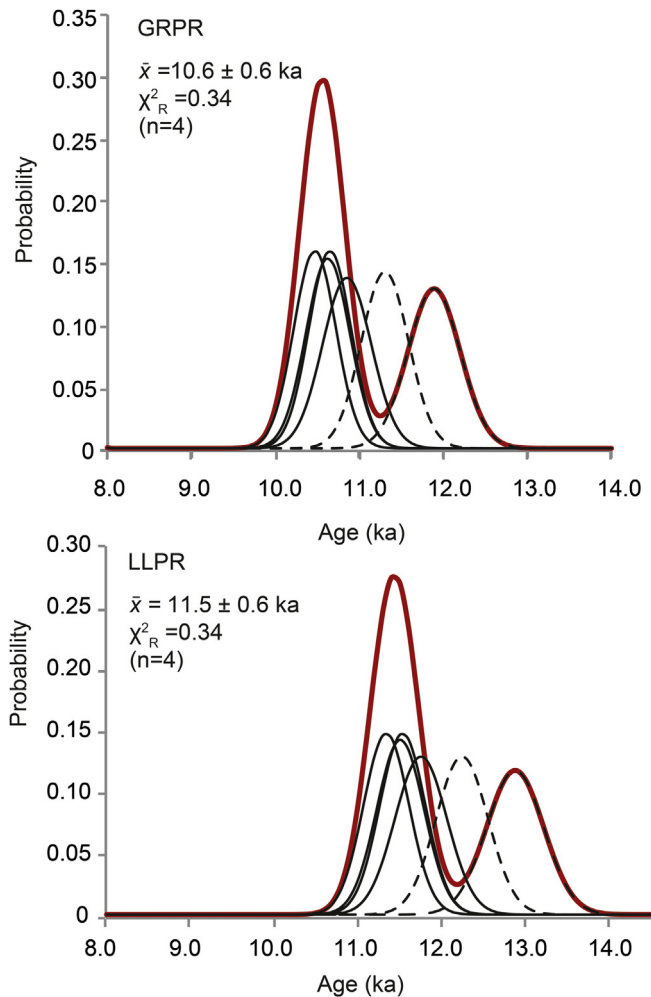 GRPR
x̄ =10.6 ± 0.6 ka
χ²R =0.34
(n=4)
Probability
0.35
0.30
0.25
0.20
0.15
0.10
0.05
0
8.0 9.0 10.0 11.0 12.0 13.0 14.0
Age (ka)
LLPR
x̄ = 11.5 ± 0.6 ka
χ²R =0.34
(n=4)
Probability
0.30
0.25
0.20
0.15
0.10
0.05
0
8.0 9.0 10.0 11.0 12.0 13.0 14.0
Age (ka)